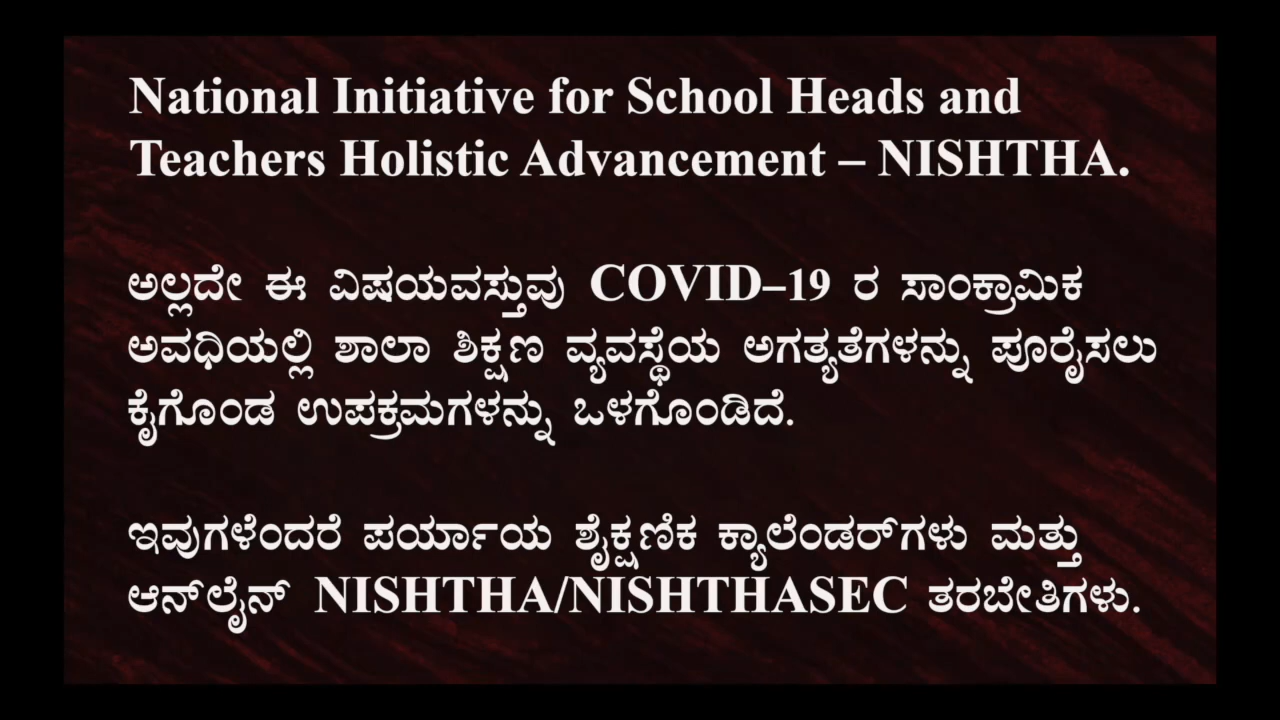 National Initiative for School Heads and
Teachers Holistic Advancement – NISHTHA.
ಅಲ್ಲದೇ ಈ ವಿಷಯವಸ್ತುವು COVID–19 ರ ಸಾಂಕ್ರಾಮಿಕ
ಅವಧಿಯಲ್ಲಿ ಶಾಲಾ ಶಿಕ್ಷಣ ವ್ಯವಸ್ಥೆಯ ಅಗತ್ಯತೆಗಳನ್ನು ಪೂರೈಸಲು
ಕೈಗೊಂಡ ಉಪಕ್ರಮಗಳನ್ನು ಒಳಗೊಂಡಿದೆ.
ಇವುಗಳೆಂದರೆ ಪರ್ಯಾಯ ಶೈಕ್ಷಣಿಕ ಕ್ಯಾಲೆಂಡರ್‌ಗಳು ಮತ್ತು
ಆನ್‌ಲೈನ್ NISHTHA/NISHTHASEC ತರಬೇತಿಗಳು.